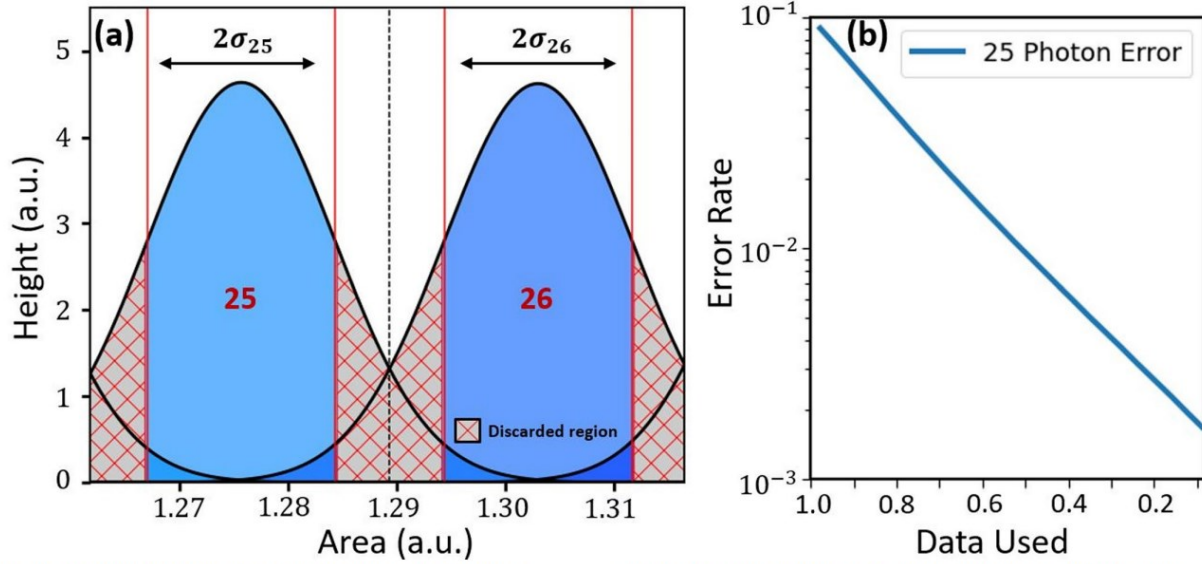 (a)
2σ₂₅
2σ₂₆
5
4
3
2
1
0
Height (a.u.)
25
26
Discarded region
1.27
1.28
1.29
1.30
1.31
Area (a.u.)
(b)
25 Photon Error
10⁻¹
10⁻²
10⁻³
Error Rate
1.0
0.8
0.6
0.4
0.2
Data Used